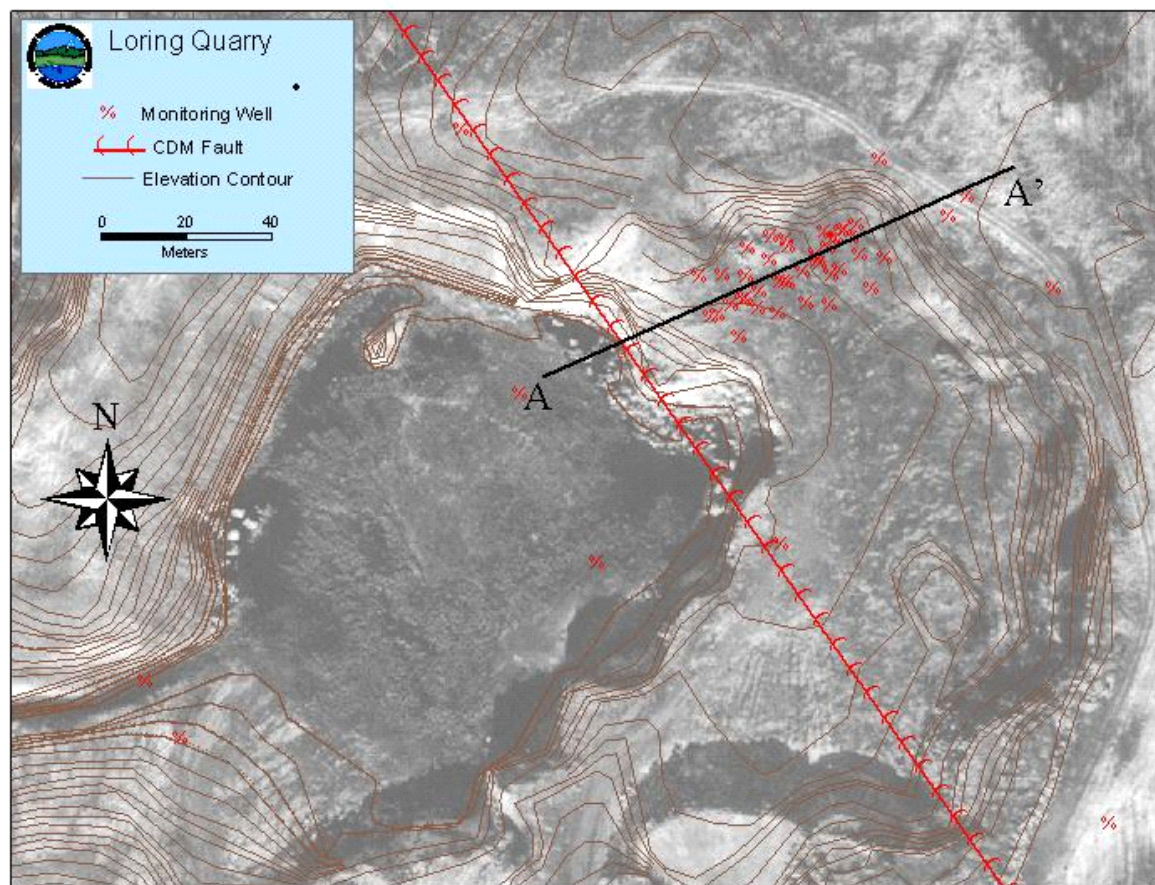 Loring Quarry
% Monitoring Well
CDM Fault
Elevation Contour
0 20 40
Meters
A'
A
N